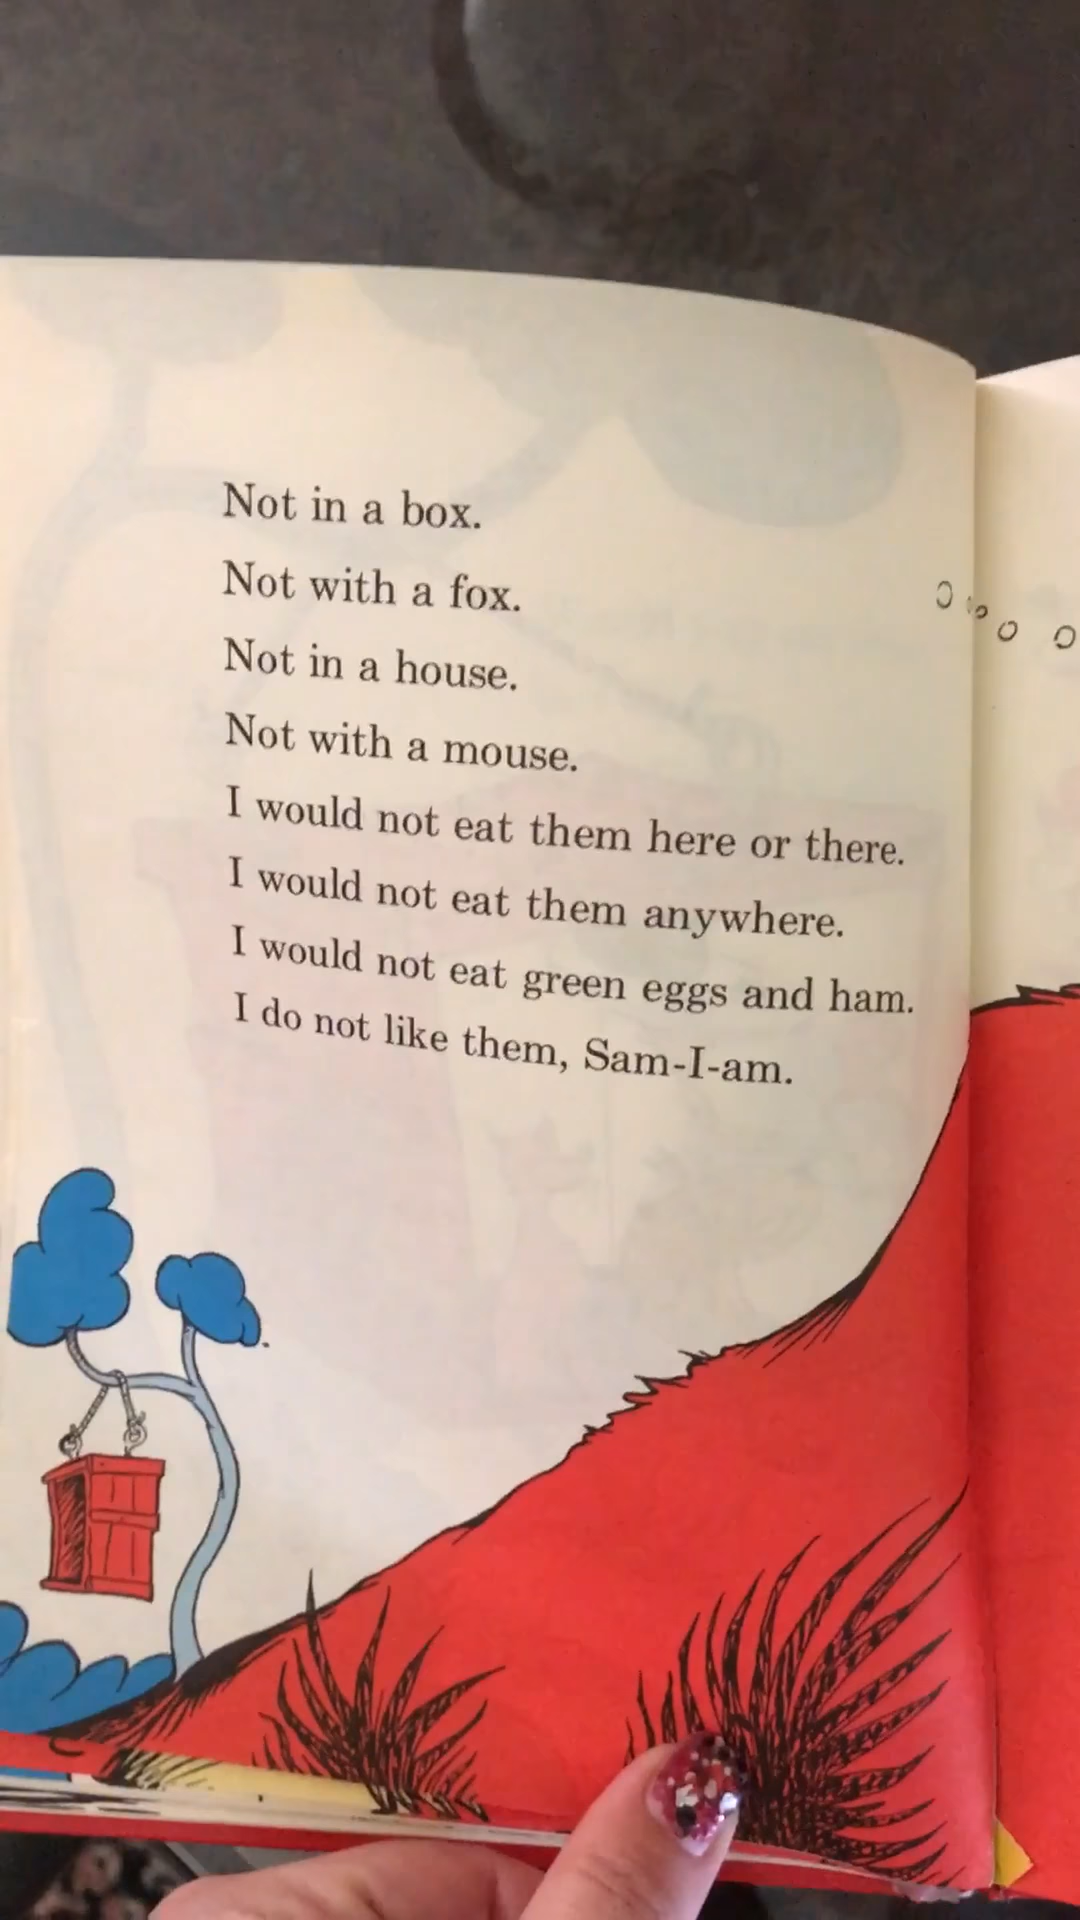 Not in a box.
Not with a fox.
Not in a house.
Not with a mouse.
I would not eat them here or there.
I would not eat them anywhere.
I would not eat green eggs and ham.
I do not like them, Sam-I-am.